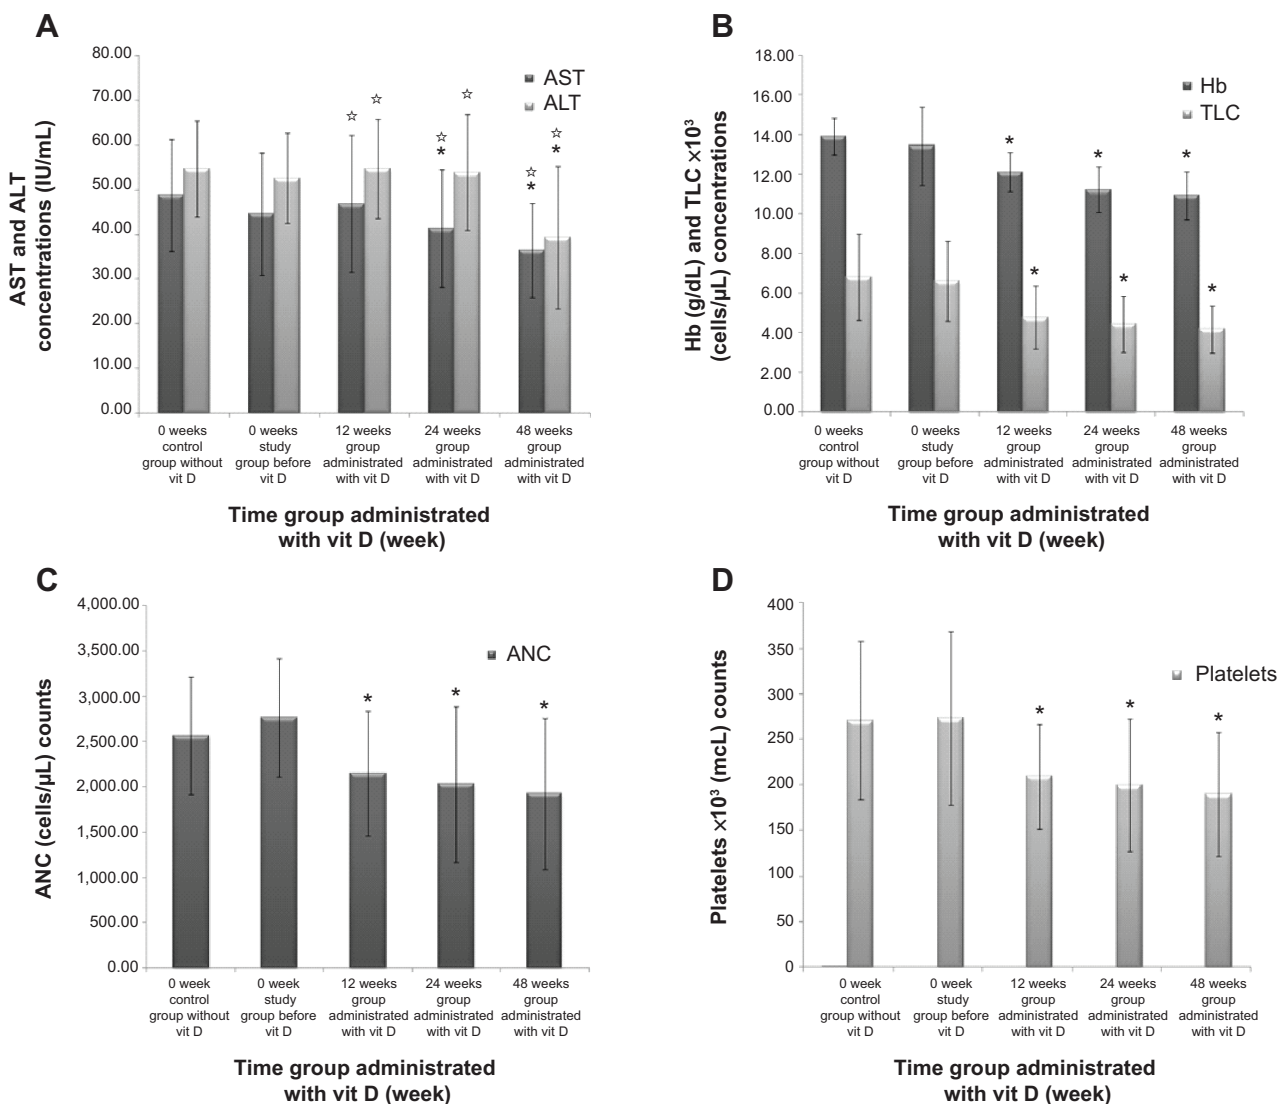 A
AST and ALT
concentrations (IU/mL)
80.00
70.00
60.00
50.00
40.00
30.00
20.00
10.00
0.00
AST
ALT
☆ ☆ ☆ ☆ ☆ ☆
* * *
0 weeks
control
group without
vit D
0 weeks
study
group before
vit D
12 weeks
group
administrated
with vit D
24 weeks
group
administrated
with vit D
48 weeks
group
administrated
with vit D
Time group administrated
with vit D (week)
B
Hb (g/dL) and TLC ×10³
(cells/µL) concentrations
18.00
16.00
14.00
12.00
10.00
8.00
6.00
4.00
2.00
0.00
Hb
TLC
* * *
* * *
0 weeks
control
group without
vit D
0 weeks
study
group before
vit D
12 weeks
group
administrated
with vit D
24 weeks
group
administrated
with vit D
48 weeks
group
administrated
with vit D
Time group administrated
with vit D (week)
C
ANC (cells/µL) counts
4,000.00
3,500.00
3,000.00
2,500.00
2,000.00
1,500.00
1,000.00
500.00
0.00
ANC
* * *
0 week
control
group without
vit D
0 week
study
group before
vit D
12 weeks
group
administrated
with vit D
24 weeks
group
administrated
with vit D
48 weeks
group
administrated
with vit D
Time group administrated
with vit D (week)
D
Platelets ×10³ (mcL) counts
400
350
300
250
200
150
100
50
0
Platelets
* * *
0 week
control
group without
vit D
0 week
study
group before
vit D
12 weeks
group
administrated
with vit D
24 weeks
group
administrated
with vit D
48 weeks
group
administrated
with vit D
Time group administrated
with vit D (week)